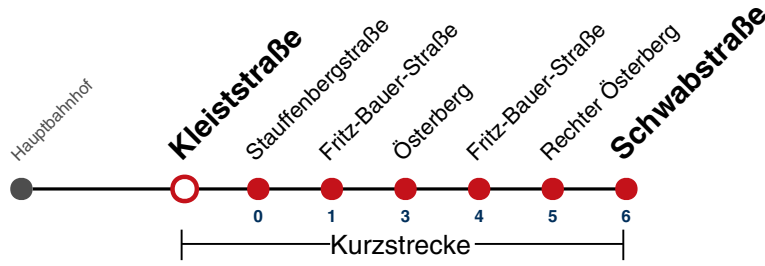 Hauptbahnhof
Kleiststraße
Stauffenbergstraße
Fritz-Bauer-Straße
Österberg
Fritz-Bauer-Straße
Rechter Österberg
Schwabstraße
0 1 3 4 5 6
Kurzstrecke